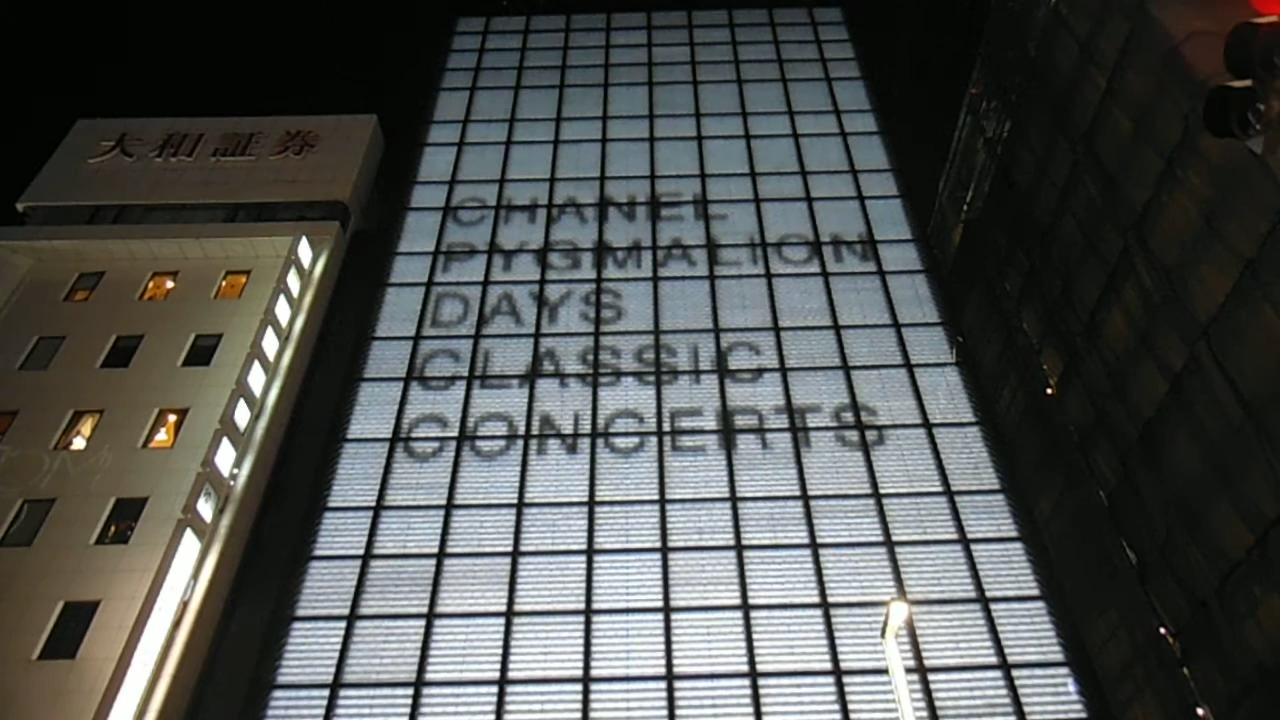 大和証券
CHANEL
PYGMALION
DAYS
CLASSIC
CONCERTS